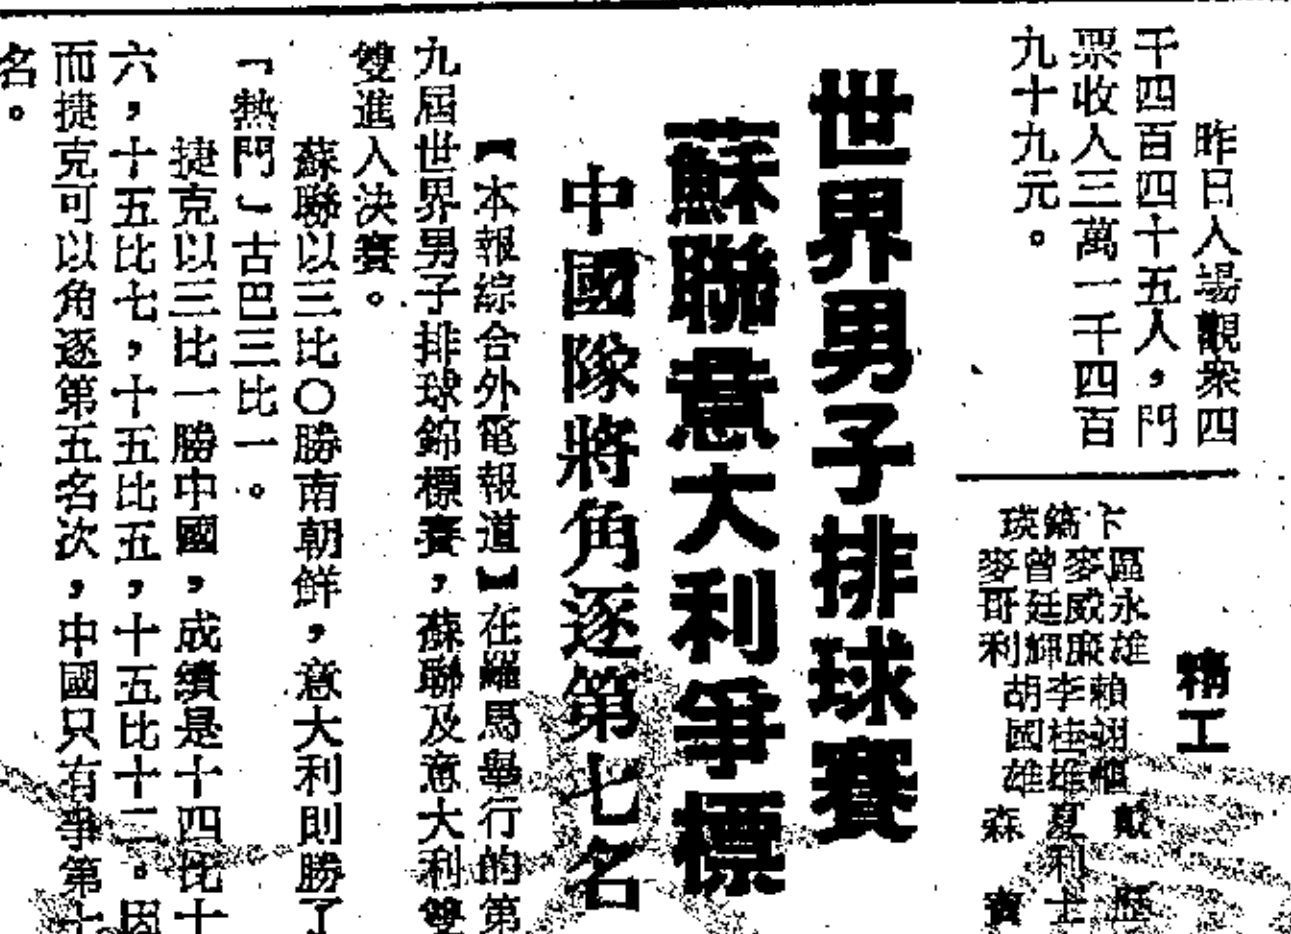 昨日入場觀衆四
千四百四十五人，門
票收入三萬一千四百
九十九元。
精工
卞鏑瑛
區永雄
麥威廉
曾廷輝
麥哥利
李桂雄
胡國雄
戴
夏利士
森
世界男子排球賽
蘇聯意大利爭標
中國隊將角逐第七名
【本報綜合外電報道】在羅馬舉行的第
九屆世界男子排球錦標賽，蘇聯及意大利雙
雙進入決賽。
蘇聯以三比〇勝南朝鮮，意大利則勝了
「熱門」古巴三比一。
捷克以三比一勝中國，成績是十四比十
六，十五比七，十五比五，十五比十二。因
而捷克可以角逐第五名次，中國只有爭第七
名。